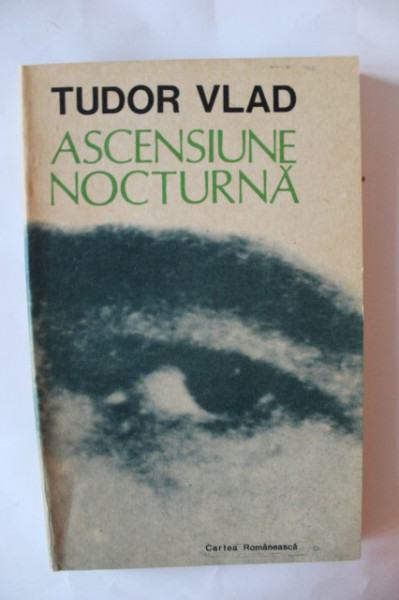 TUDOR VLAD
ASCENSIUNE
NOCTURNĂ
Cartea Românească